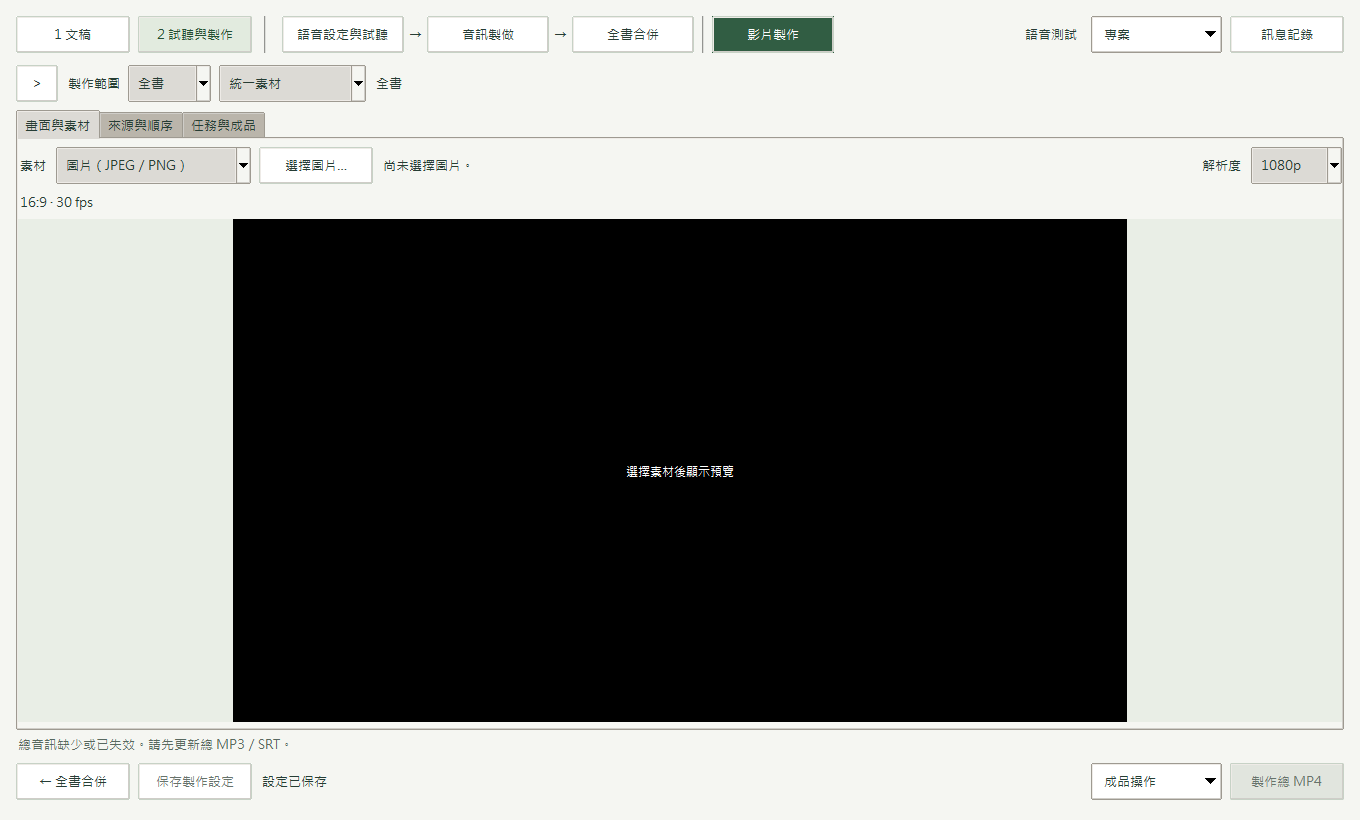 1 文稿 2 試聽與製作 語音設定與試聽 → 音訊製做 → 全書合併 影片製作 語音測試 專案 訊息記錄
> 製作範圍 全書 統一素材 全書
畫面與素材 來源與順序 任務與成品
素材 圖片 ( JPEG / PNG ) 選擇圖片... 尚未選擇圖片。 解析度 1080p
16:9 · 30 fps
選擇素材後顯示預覽
總音訊缺少或已失效。請先更新總 MP3 / SRT。
← 全書合併 保存製作設定 設定已保存 成品操作 製作總 MP4